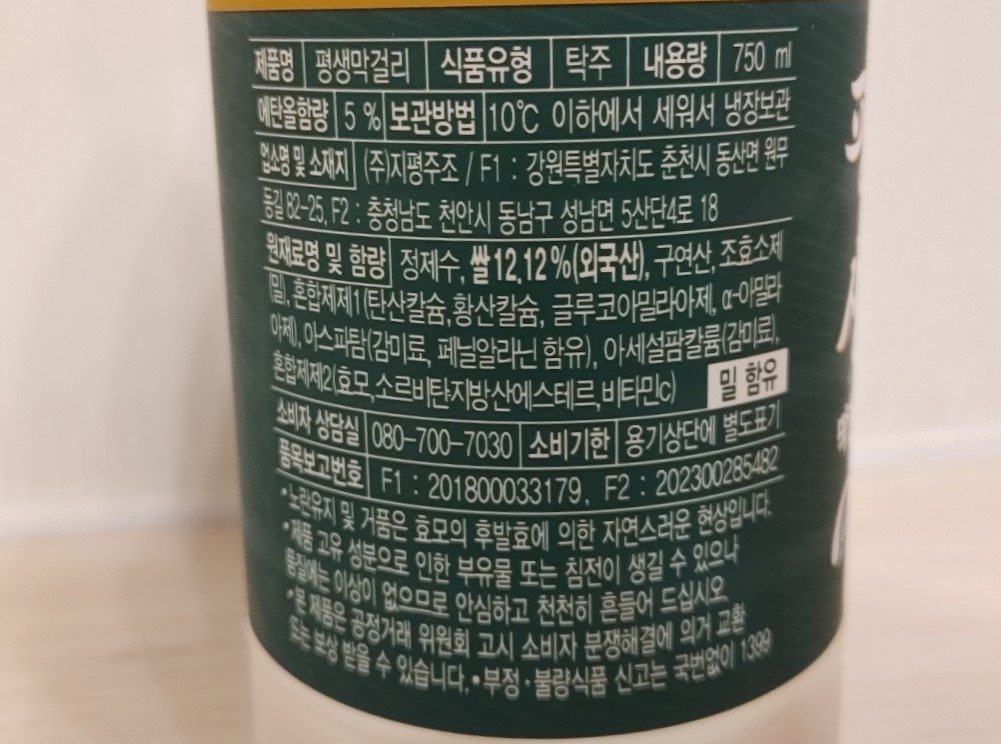 제품명 평생막걸리 식품유형 탁주 내용량 750 ml
에탄올함량 5 % 보관방법 10℃ 이하에서 세워서 냉장보관
업소명 및 소재지 (주)지평주조 / F1 : 강원특별자치도 춘천시 동산면 원무
동길 82-25, F2 : 충청남도 천안시 동남구 성남면 5산단4로 18
원재료명 및 함량 정제수, 쌀12.12%(외국산), 구연산, 조효소제
(밀), 혼합제제1(탄산칼슘,황산칼슘, 글루코아밀라아제, α-아밀라
아제), 아스파탐(감미료, 페닐알라닌 함유), 아세설팜칼륨(감미료),
혼합제제2(효모,소르비탄지방산에스테르,비타민c) 밀 함유
소비자 상담실 080-700-7030 소비기한 용기상단에 별도표기
품목보고번호 F1 : 201800033179, F2 : 202300285482
•노란유지 및 거품은 효모의 후발효에 의한 자연스러운 현상입니다.
•제품 고유 성분으로 인한 부유물 또는 침전이 생길 수 있으나
품질에는 이상이 없으므로 안심하고 천천히 흔들어 드십시오
•본 제품은 공정거래 위원회 고시 소비자 분쟁해결에 의거 교환
또는 보상 받을 수 있습니다.•부정·불량식품 신고는 국번없이 1399